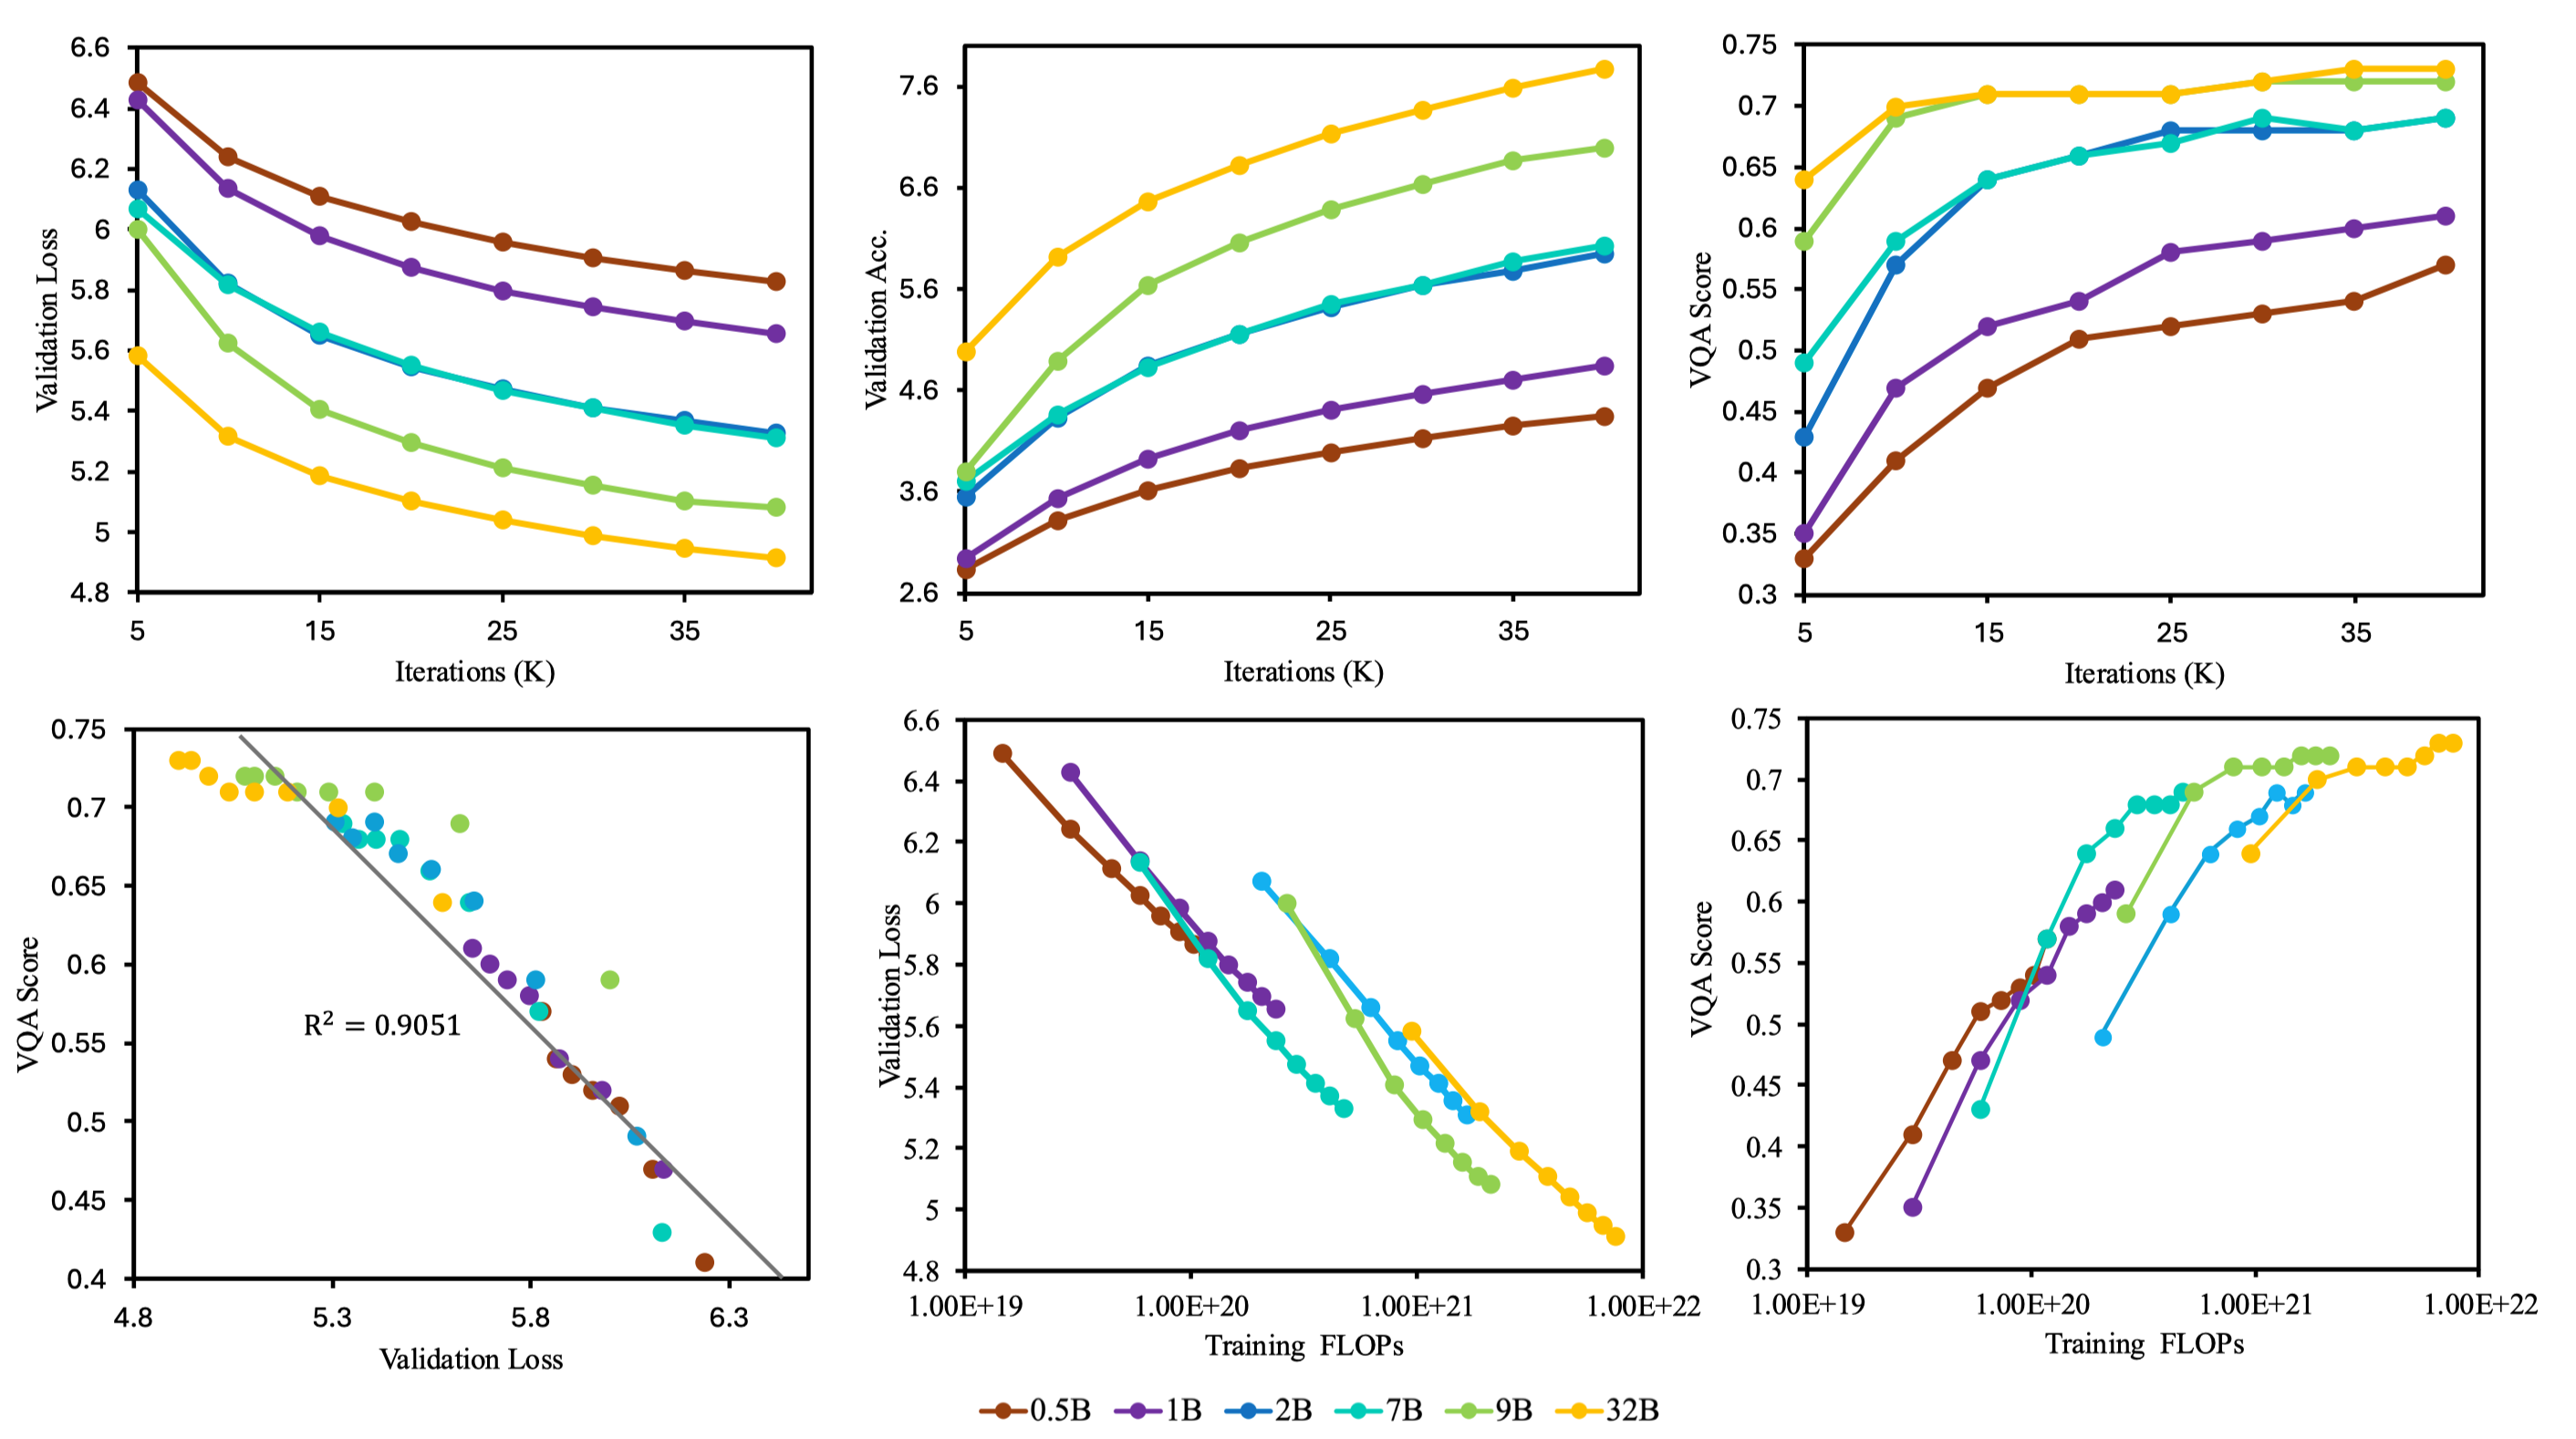 6.6
6.4
6.2
6
5.8
5.6
5.4
5.2
5
4.8
Validation Loss
5 15 25 35
Iterations (K)
7.6
6.6
5.6
4.6
3.6
2.6
Validation Acc.
5 15 25 35
Iterations (K)
0.75
0.7
0.65
0.6
0.55
0.5
0.45
0.4
0.35
0.3
VQA Score
5 15 25 35
Iterations (K)
0.75
0.7
0.65
0.6
0.55
0.5
0.45
0.4
VQA Score
R² = 0.9051
4.8 5.3 5.8 6.3
Validation Loss
6.6
6.4
6.2
6
5.8
5.6
5.4
5.2
5
4.8
Validation Loss
1.00E+19 1.00E+20 1.00E+21 1.00E+22
Training FLOPs
0.75
0.7
0.65
0.6
0.55
0.5
0.45
0.4
0.35
0.3
VQA Score
1.00E+19 1.00E+20 1.00E+21 1.00E+22
Training FLOPs
0.5B 1B 2B 7B 9B 32B